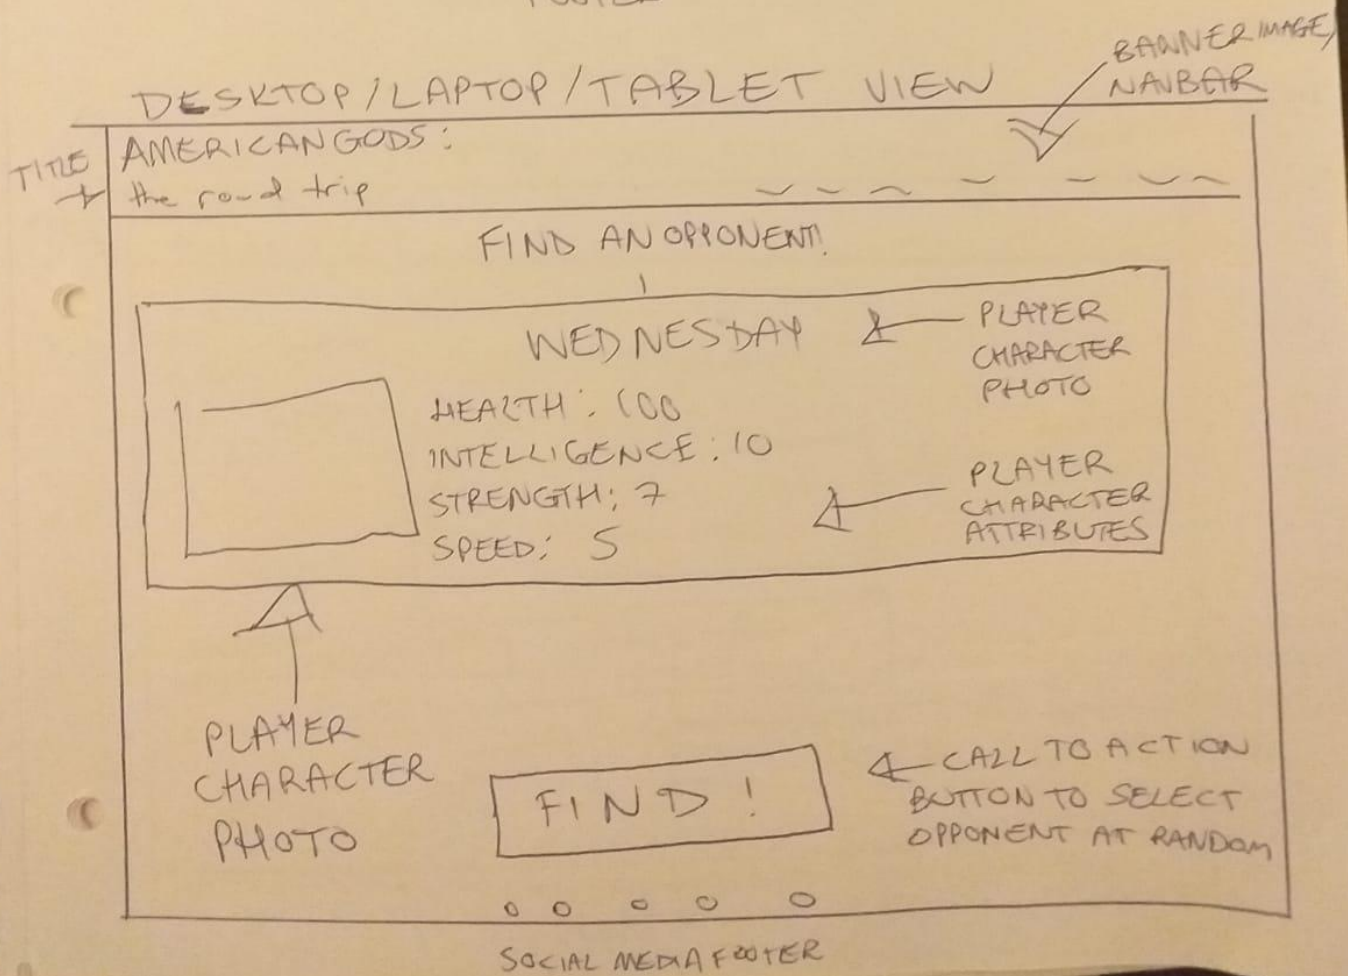 DESKTOP/LAPTOP/TABLET VIEW
BANNER IMAGE/
NAVBAR
TITLE
AMERICAN GODS:
the road trip
FIND AN OPPONENT!
WEDNESDAY
PLAYER
CHARACTER
PHOTO
HEALTH: 100
INTELLIGENCE: 10
STRENGTH: 7
SPEED: 5
PLAYER
CHARACTER
ATTRIBUTES
PLAYER
CHARACTER
PHOTO
FIND!
CALL TO ACTION
BUTTON TO SELECT
OPPONENT AT RANDOM
SOCIAL MEDIA FOOTER